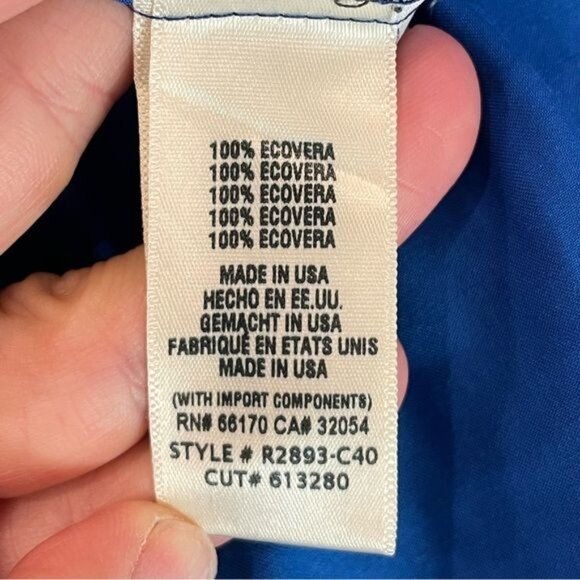 100% ECOVERA
100% ECOVERA
100% ECOVERA
100% ECOVERA
100% ECOVERA
MADE IN USA
HECHO EN EE.UU.
GEMACHT IN USA
FABRIQUÉ EN ETATS UNIS
MADE IN USA
(WITH IMPORT COMPONENTS)
RN# 66170 CA# 32054
STYLE # R2893-C40
CUT# 613280